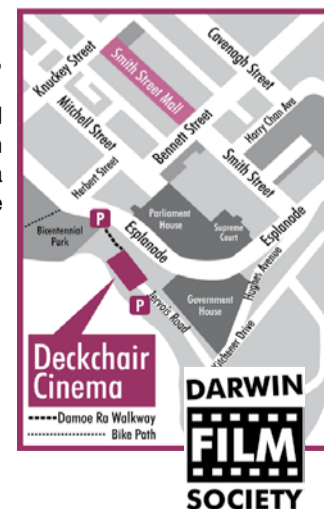 Cavenagh Street
Knuckey Street
Smith Street Mall
Mitchell Street
Bennett Street
Harry Chan Ava
Smith Street
Herbert Street
P
Parliament
House
Supreme
Court
Esplanade
Esplanade
Bicentennial
Park
Hughes Avenue
P
Jervois Road
Government
House
Kitchener Drive
Deckchair
Cinema
Damoe Ra Walkway
Bike Path
DARWIN
FILM
SOCIETY